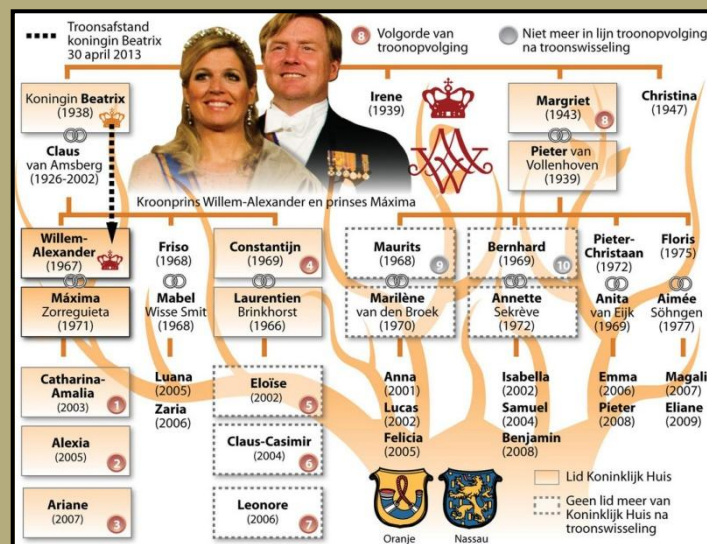 Troonsafstand
koningin Beatrix
30 april 2013
8 Volgorde van
troonopvolging
Niet meer in lijn troonopvolging
na troonswisseling
Koningin Beatrix
(1938)
Claus
van Amsberg
(1926-2002)
Irene
(1939)
Margriet
(1943)
8
Pieter van
Vollenhoven
(1939)
Christina
(1947)
Kroonprins Willem-Alexander en prinses Máxima
Willem-
Alexander
(1967)
Máxima
Zorreguieta
(1971)
Friso
(1968)
Mabel
Wisse Smit
(1968)
Constantijn
(1969)
4
Laurentien
Brinkhorst
(1966)
Maurits
(1968)
9
Marilène
van den Broek
(1970)
Bernhard
(1969)
10
Annette
Sekrève
(1972)
Pieter-
Christaan
(1972)
Anita
van Eijk
(1969)
Floris
(1975)
Aimée
Söhngen
(1977)
Catharina-
Amalia
(2003)
1
Alexia
(2005)
2
Ariane
(2007)
3
Luana
(2005)
Zaria
(2006)
Eloïse
(2002)
5
Claus-Casimir
(2004)
6
Leonore
(2006)
7
Anna
(2001)
Lucas
(2002)
Felicia
(2005)
Isabella
(2002)
Samuel
(2004)
Benjamin
(2008)
Emma
(2006)
Pieter
(2008)
Magali
(2007)
Eliane
(2009)
Oranje
Nassau
Lid Koninklijk Huis
Geen lid meer van
Koninklijk Huis na
troonswisseling